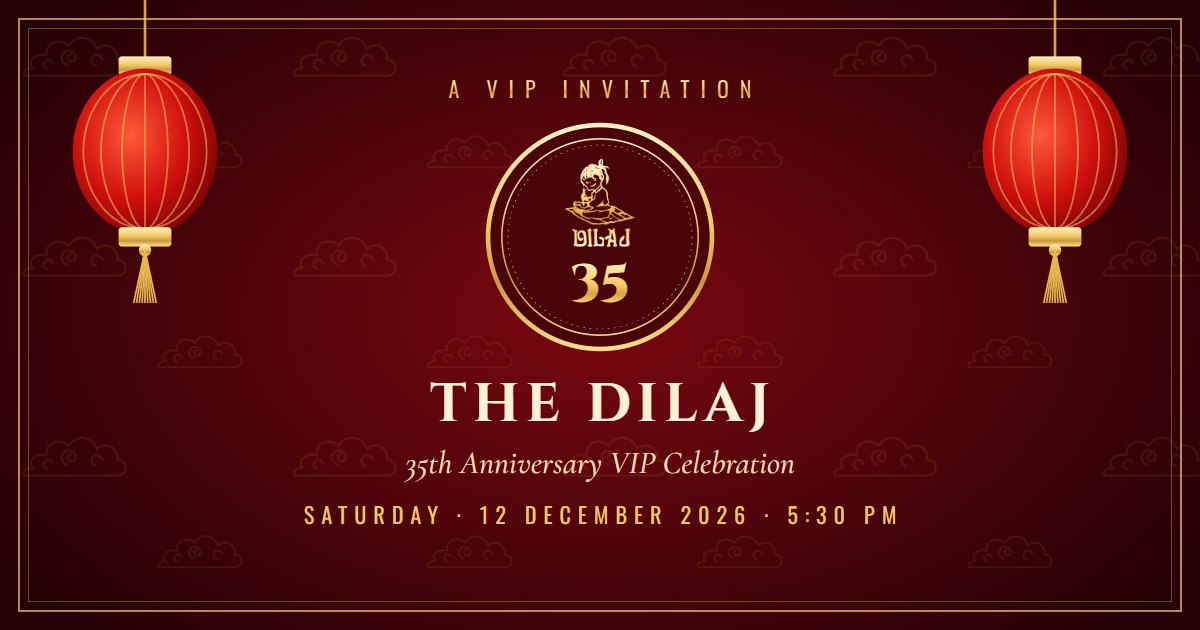 A VIP INVITATION
DILAJ
35
THE DILAJ
35th Anniversary VIP Celebration
SATURDAY · 12 DECEMBER 2026 · 5:30 PM